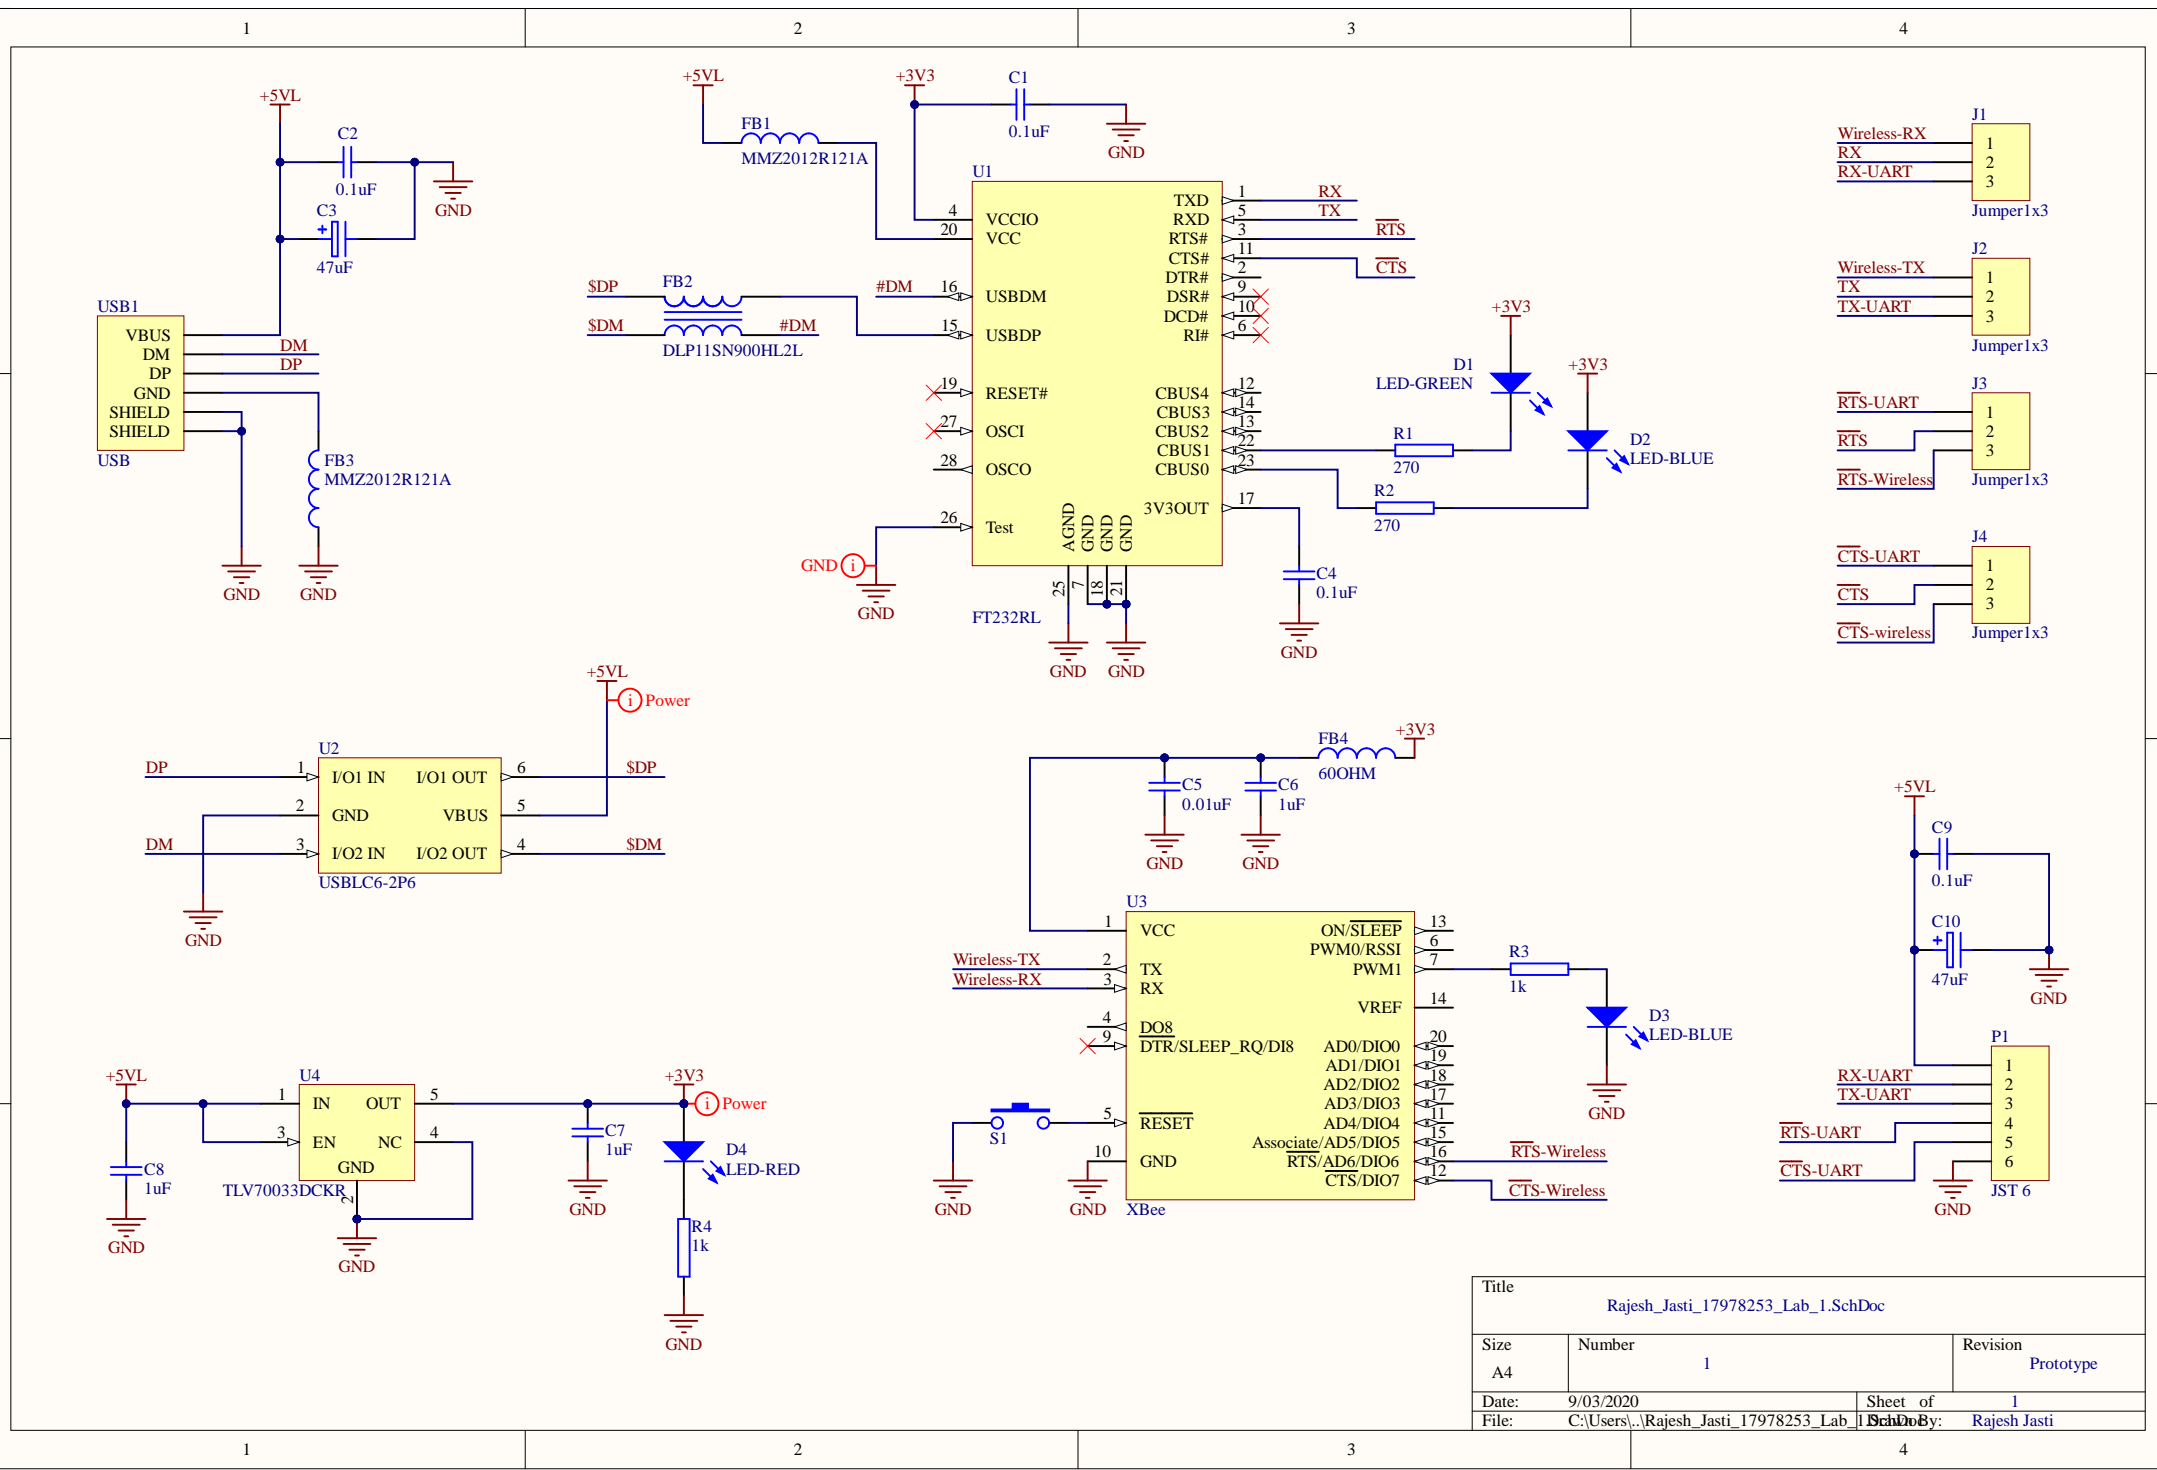 1
2
3
4
+5VL
C2
0.1uF
GND
C3
+
47uF
USB1
VBUS
DM
DP
GND
SHIELD
SHIELD
USB
DM
DP
FB3
MMZ2012R121A
GND
GND
+5VL
FB1
MMZ2012R121A
+3V3
C1
0.1uF
GND
$DP
FB2
$DM
#DM
DLP11SN900HL2L
#DM
U1
4 VCCIO
20 VCC
16 USBDM
15 USBDP
19 RESET#
27 OSCI
28 OSCO
26 Test
GND i
GND
TXD 1 RX
RXD 5 TX
RTS# 3 RTS
CTS# 11 CTS
DTR# 2
DSR# 9
DCD# 10
RI# 6
CBUS4 12
CBUS3 14
CBUS2 13
CBUS1 22
CBUS0 23
3V3OUT 17
AGND
GND
GND
GND
25
7
18
21
FT232RL
GND
GND
R1
270
R2
270
D1
LED-GREEN
+3V3
+3V3
D2
LED-BLUE
C4
0.1uF
GND
J1
Wireless-RX 1
RX 2
RX-UART 3
Jumper1x3
J2
Wireless-TX 1
TX 2
TX-UART 3
Jumper1x3
J3
RTS-UART 1
RTS 2
RTS-Wireless 3
Jumper1x3
J4
CTS-UART 1
CTS 2
CTS-wireless 3
Jumper1x3
+5VL
i Power
U2
DP 1 I/O1 IN I/O1 OUT 6 $DP
2 GND VBUS 5
DM 3 I/O2 IN I/O2 OUT 4 $DM
USBLC6-2P6
GND
+5VL
U4
1 IN OUT 5
3 EN NC 4
GND
TLV70033DCKR
2
C8
1uF
GND
GND
C7
1uF
GND
+3V3
i Power
D4
LED-RED
R4
1k
GND
FB4
60OHM
+3V3
C5
0.01uF
GND
C6
1uF
GND
U3
1 VCC
Wireless-TX 2 TX
Wireless-RX 3 RX
4 DO8
9 DTR/SLEEP_RQ/DI8
5 RESET
10 GND
S1
GND
GND
XBee
ON/SLEEP 13
PWM0/RSSI 6
PWM1 7
VREF 14
AD0/DIO0 20
AD1/DIO1 19
AD2/DIO2 18
AD3/DIO3 17
AD4/DIO4 11
Associate/AD5/DIO5 15
RTS/AD6/DIO6 16 RTS-Wireless
CTS/DIO7 12 CTS-Wireless
R3
1k
D3
LED-BLUE
GND
+5VL
C9
0.1uF
C10
+
47uF
GND
P1
1
RX-UART 2
TX-UART 3
RTS-UART 4
CTS-UART 5
6
GND
JST 6
Title
Rajesh_Jasti_17978253_Lab_1.SchDoc
Size Number Revision
A4 1 Prototype
Date: 9/03/2020 Sheet of 1
File: C:\Users\..\Rajesh_Jasti_17978253_Lab_1.SchDoc Drawn By: Rajesh Jasti
1
2
3
4